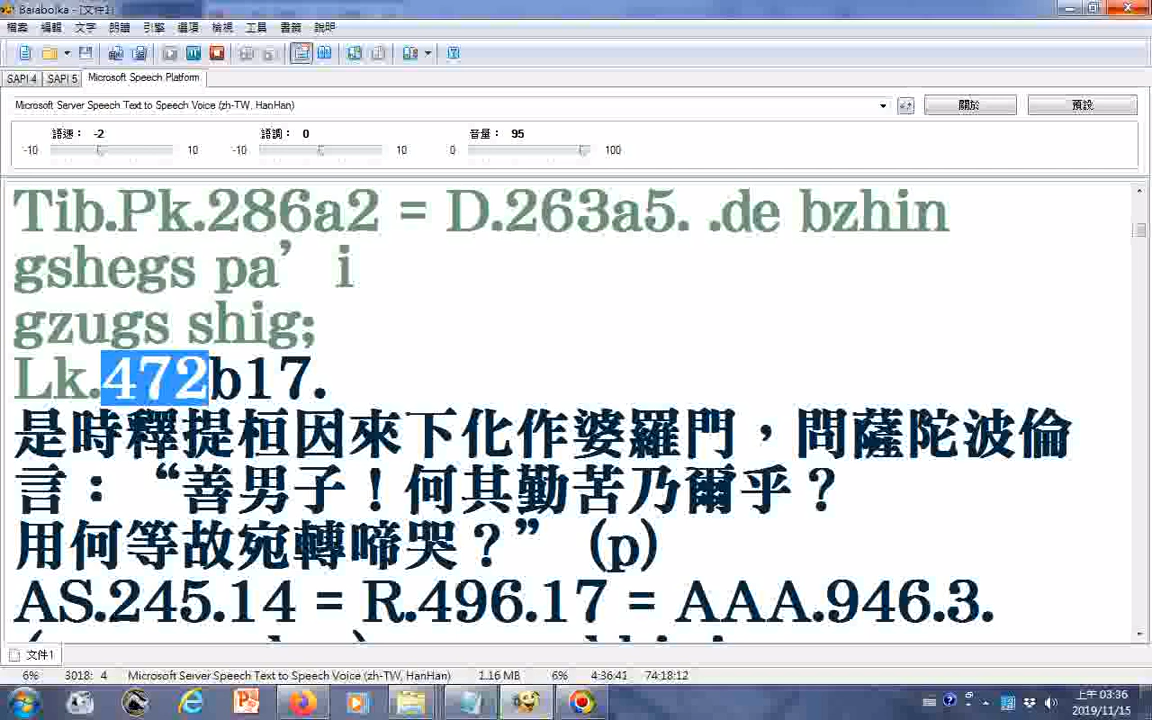 Balabolka - [文件1]
檔案 編輯 文字 朗讀 引擎 選項 檢視 工具 書籤 說明
SAPI 4 SAPI 5 Microsoft Speech Platform
Microsoft Server Speech Text to Speech Voice (zh-TW, HanHan) 關於 預設
語速： -2 語調： 0 音量： 95
-10 10 -10 10 0 100
Tib.Pk.286a2 = D.263a5. .de bzhin
gshegs pa’ i
gzugs shig;
Lk.472b17.
是時釋提桓因來下化作婆羅門，問薩陀波倫
言：“善男子！何其勤苦乃爾乎？
用何等故宛轉啼哭？” (p)
AS.245.14 = R.496.17 = AAA.946.3.
文件1
6% 3018: 4 Microsoft Server Speech Text to Speech Voice (zh-TW, HanHan) 1.16 MB 6% 4:36:41 74:18:12
上午 03:36
2019/11/15